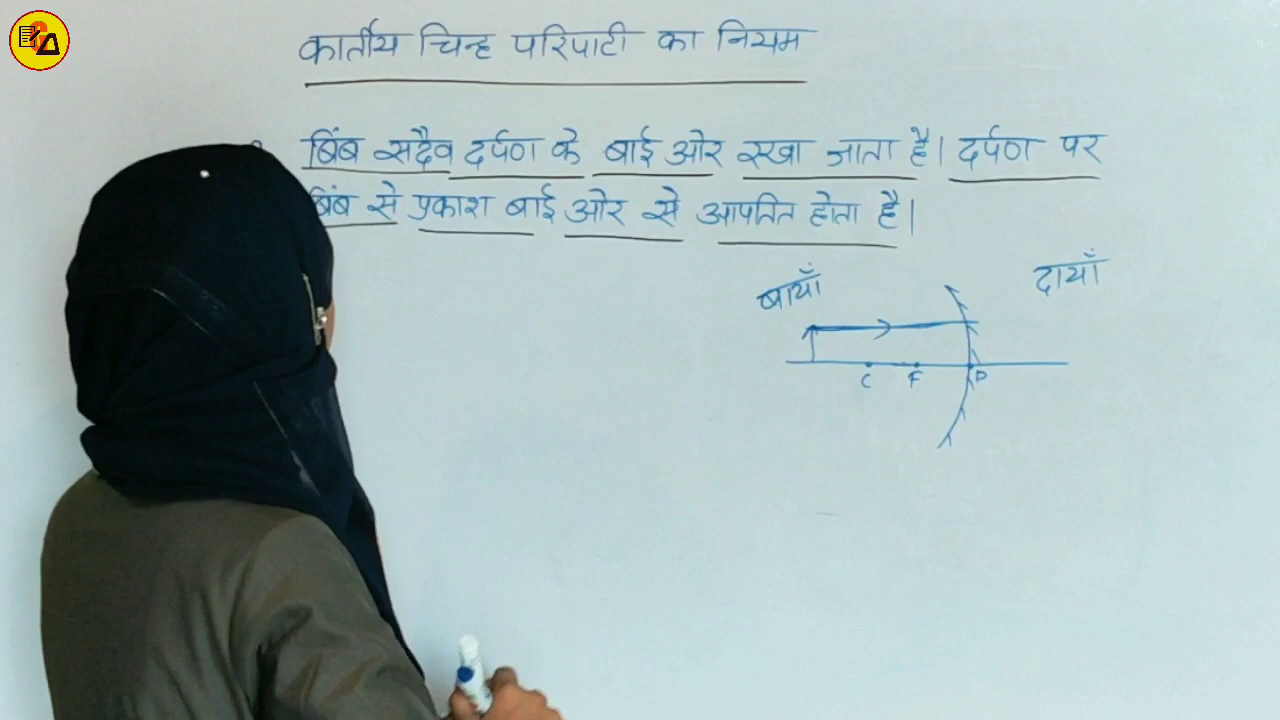 कार्तीय चिन्ह परिपाटी का नियम
बिंब सदैव दर्पण के बाई ओर रखा जाता है। दर्पण पर
बिंब से प्रकाश बाई ओर से आपतित होता है।
बायाँ दायाँ
C F P